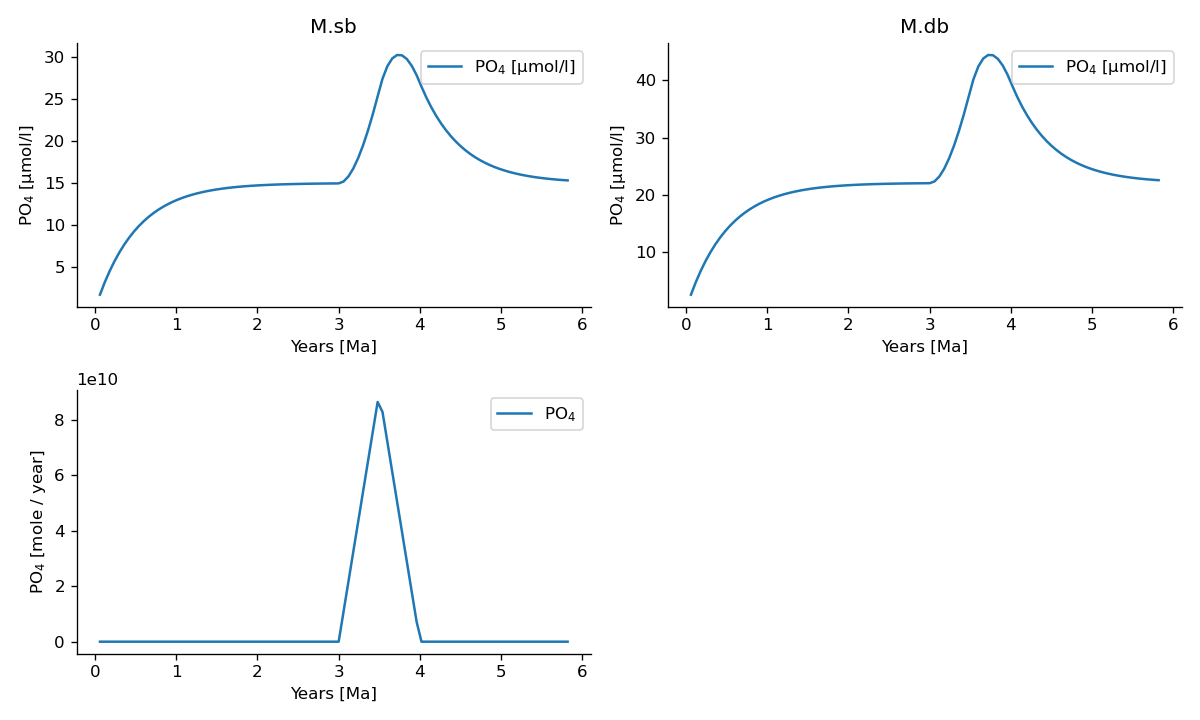 M.sb
PO₄ [µmol/l]
30
25
20
15
10
5
PO₄ [µmol/l]
0 1 2 3 4 5 6
Years [Ma]
M.db
PO₄ [µmol/l]
40
30
20
10
PO₄ [µmol/l]
0 1 2 3 4 5 6
Years [Ma]
1e10
PO₄
8
6
4
2
0
PO₄ [mole / year]
0 1 2 3 4 5 6
Years [Ma]